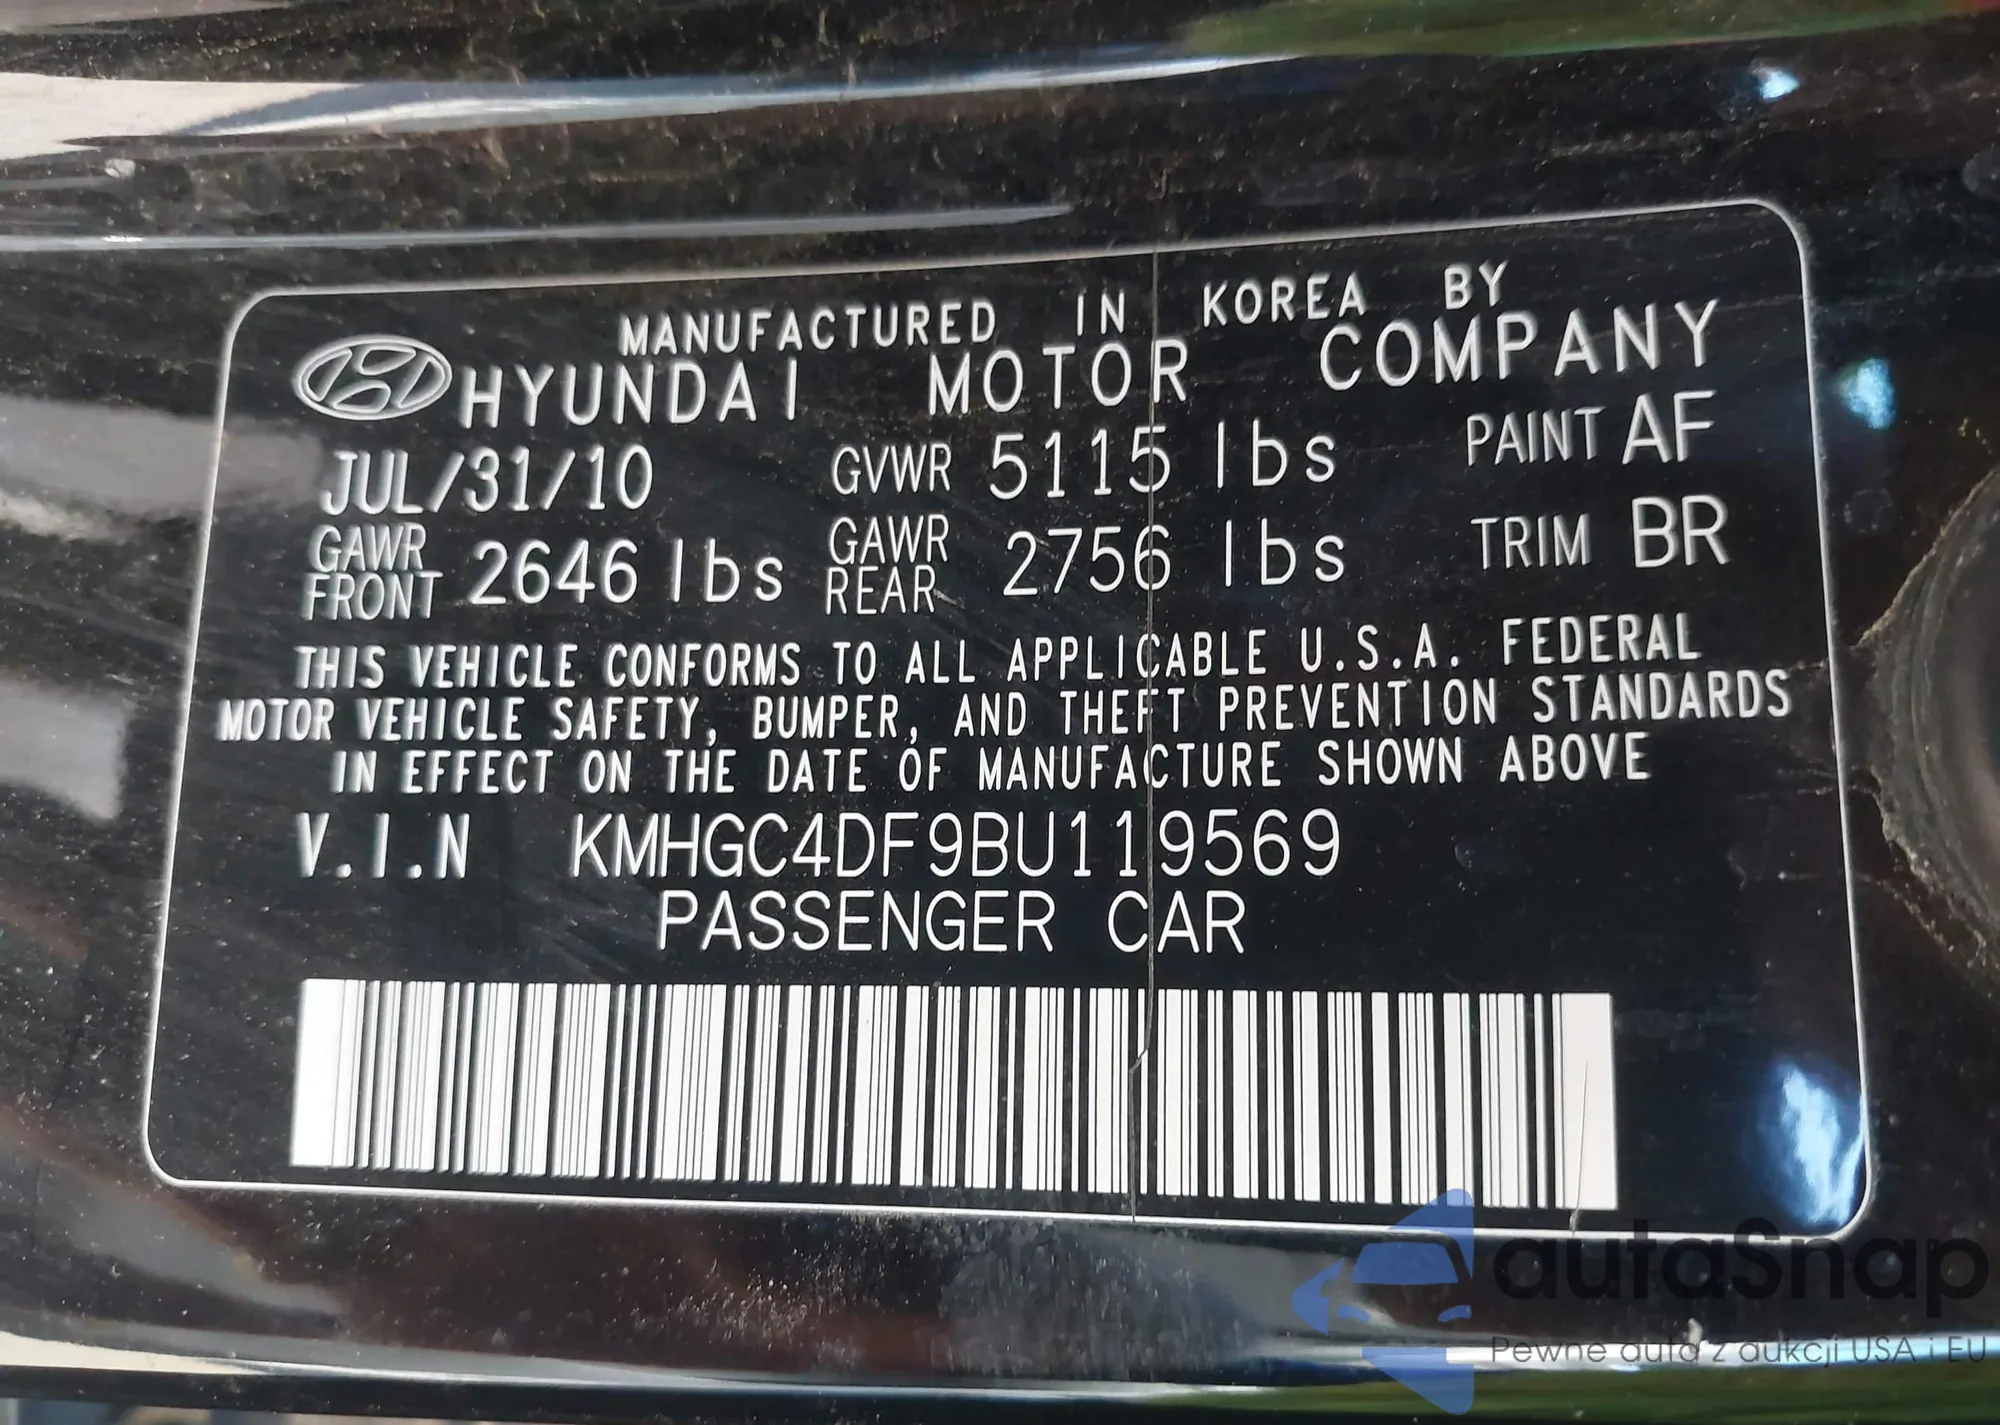 MANUFACTURED IN KOREA BY
HYUNDAI MOTOR COMPANY
JUL/31/10 GVWR 5115 lbs PAINT AF
GAWR FRONT 2646 lbs GAWR REAR 2756 lbs TRIM BR
THIS VEHICLE CONFORMS TO ALL APPLICABLE U.S.A. FEDERAL
MOTOR VEHICLE SAFETY, BUMPER, AND THEFT PREVENTION STANDARDS
IN EFFECT ON THE DATE OF MANUFACTURE SHOWN ABOVE
V.I.N KMHGC4DF9BU119569
PASSENGER CAR
autaSnap
Pewne auta z aukcji USA i EU